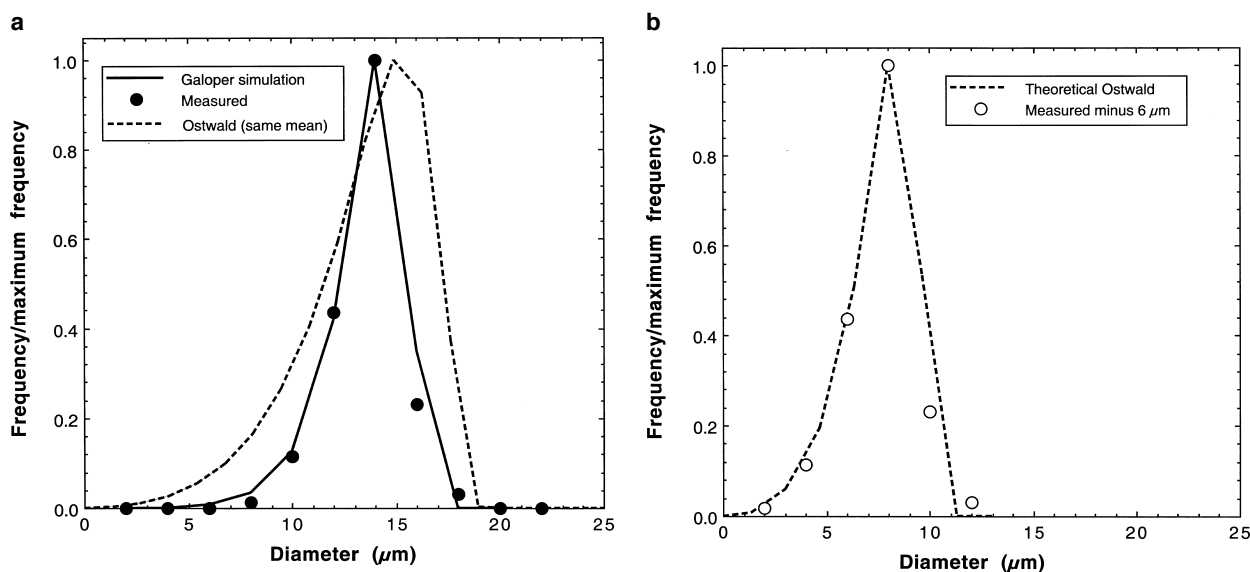 a
Frequency/maximum frequency
1.0
0.8
0.6
0.4
0.2
0.0
Galoper simulation
Measured
Ostwald (same mean)
0 5 10 15 20 25
Diameter (μm)
b
Frequency/maximum frequency
1.0
0.8
0.6
0.4
0.2
0.0
Theoretical Ostwald
Measured minus 6 μm
0 5 10 15 20 25
Diameter (μm)